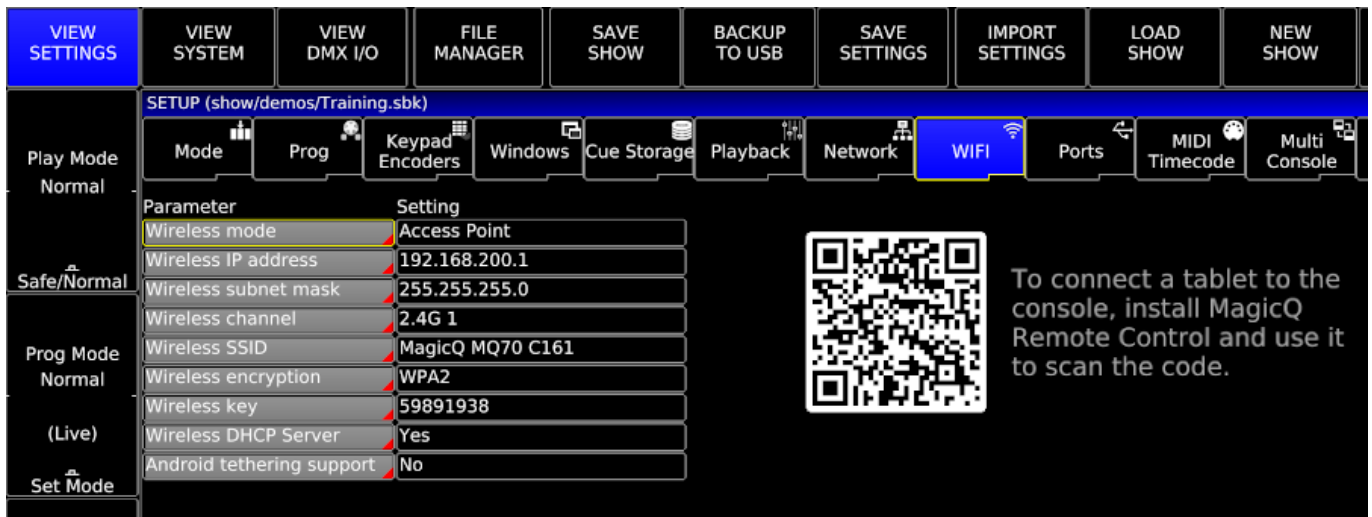 VIEW
SETTINGS
VIEW
SYSTEM
VIEW
DMX I/O
FILE
MANAGER
SAVE
SHOW
BACKUP
TO USB
SAVE
SETTINGS
IMPORT
SETTINGS
LOAD
SHOW
NEW
SHOW
SETUP (show/demos/Training.sbk)
Mode
Prog
Keypad
Encoders
Windows
Cue Storage
Playback
Network
WIFI
Ports
MIDI
Timecode
Multi
Console
Play Mode
Normal
Safe/Normal
Prog Mode
Normal
(Live)
Set Mode
Parameter Setting
Wireless mode Access Point
Wireless IP address 192.168.200.1
Wireless subnet mask 255.255.255.0
Wireless channel 2.4G 1
Wireless SSID MagicQ MQ70 C161
Wireless encryption WPA2
Wireless key 59891938
Wireless DHCP Server Yes
Android tethering support No
To connect a tablet to the
console, install MagicQ
Remote Control and use it
to scan the code.